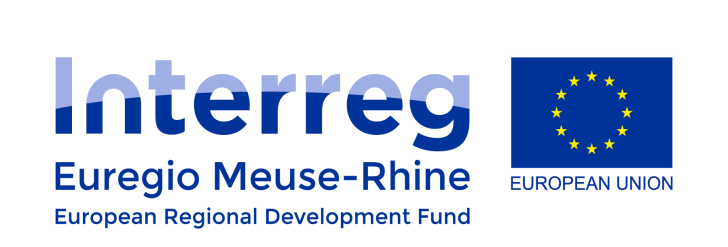 Interreg
Euregio Meuse-Rhine
European Regional Development Fund
EUROPEAN UNION